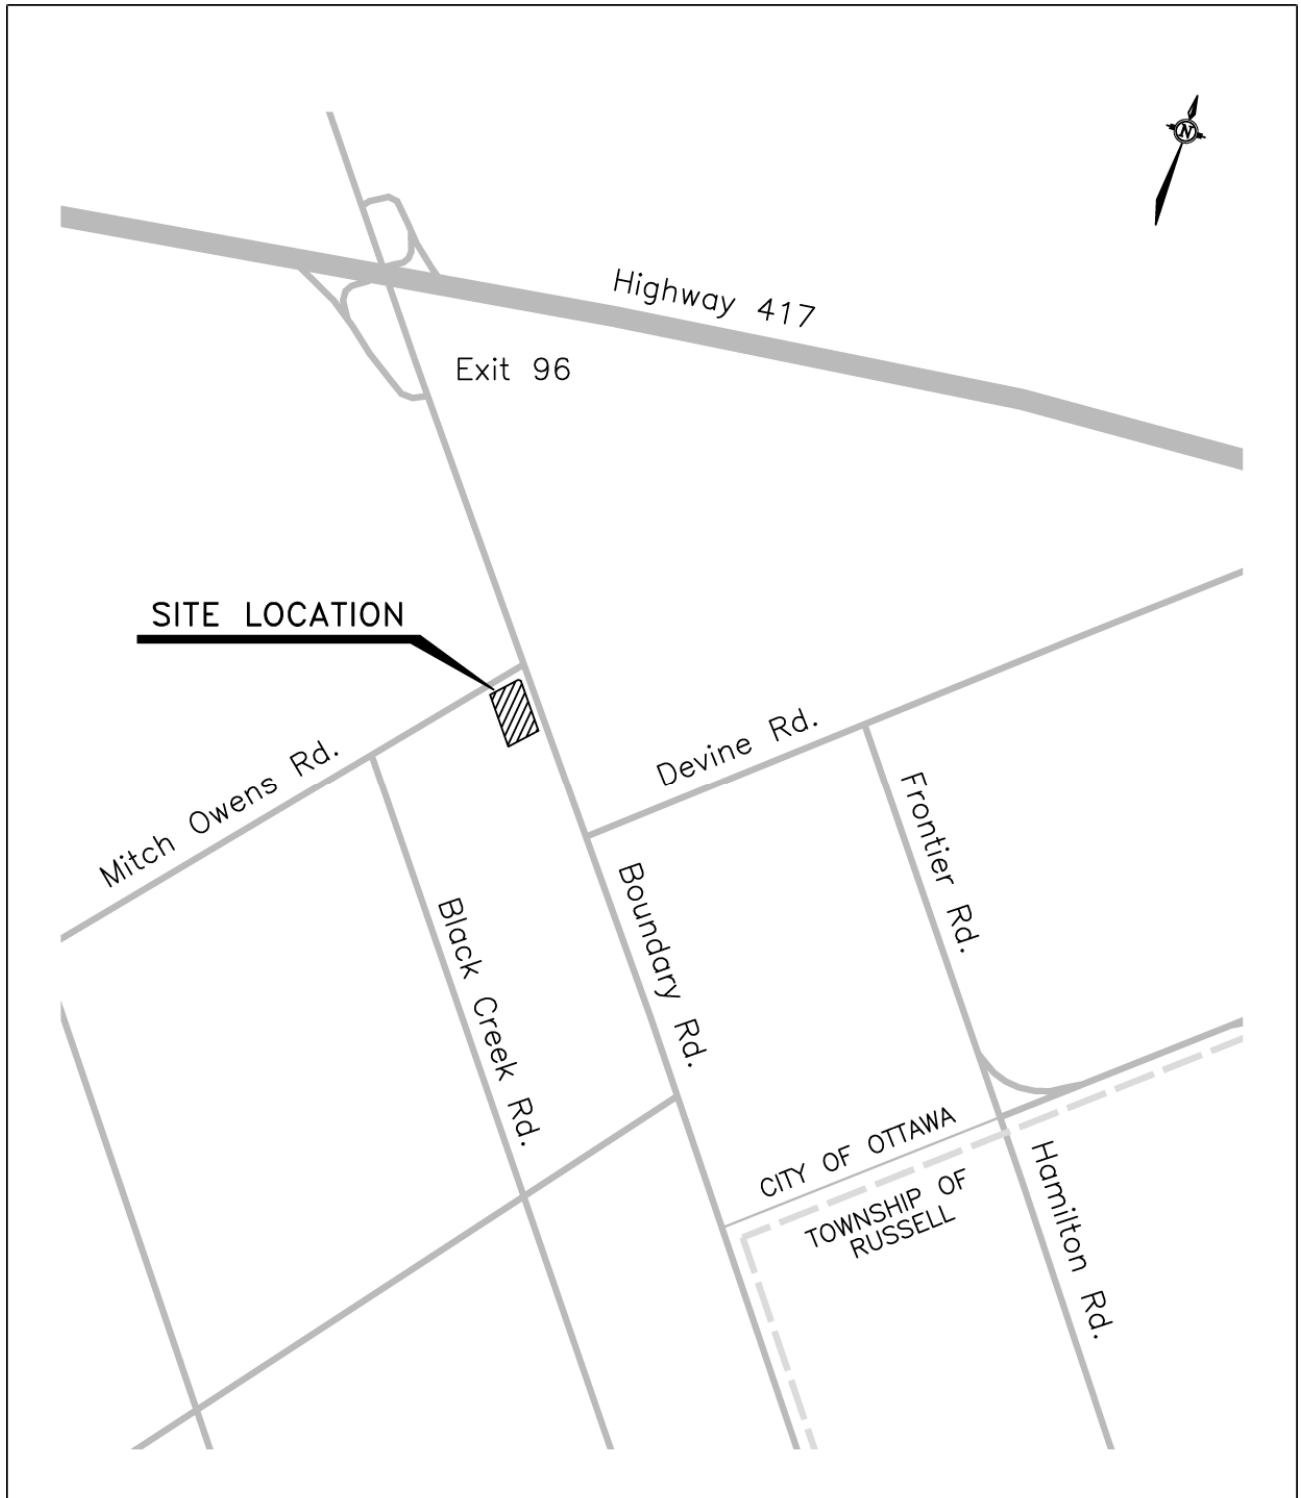 N
Highway 417
Exit 96
SITE LOCATION
Mitch Owens Rd.
Devine Rd.
Frontier Rd.
Boundary Rd.
Black Creek Rd.
CITY OF OTTAWA
TOWNSHIP OF
RUSSELL
Hamilton Rd.